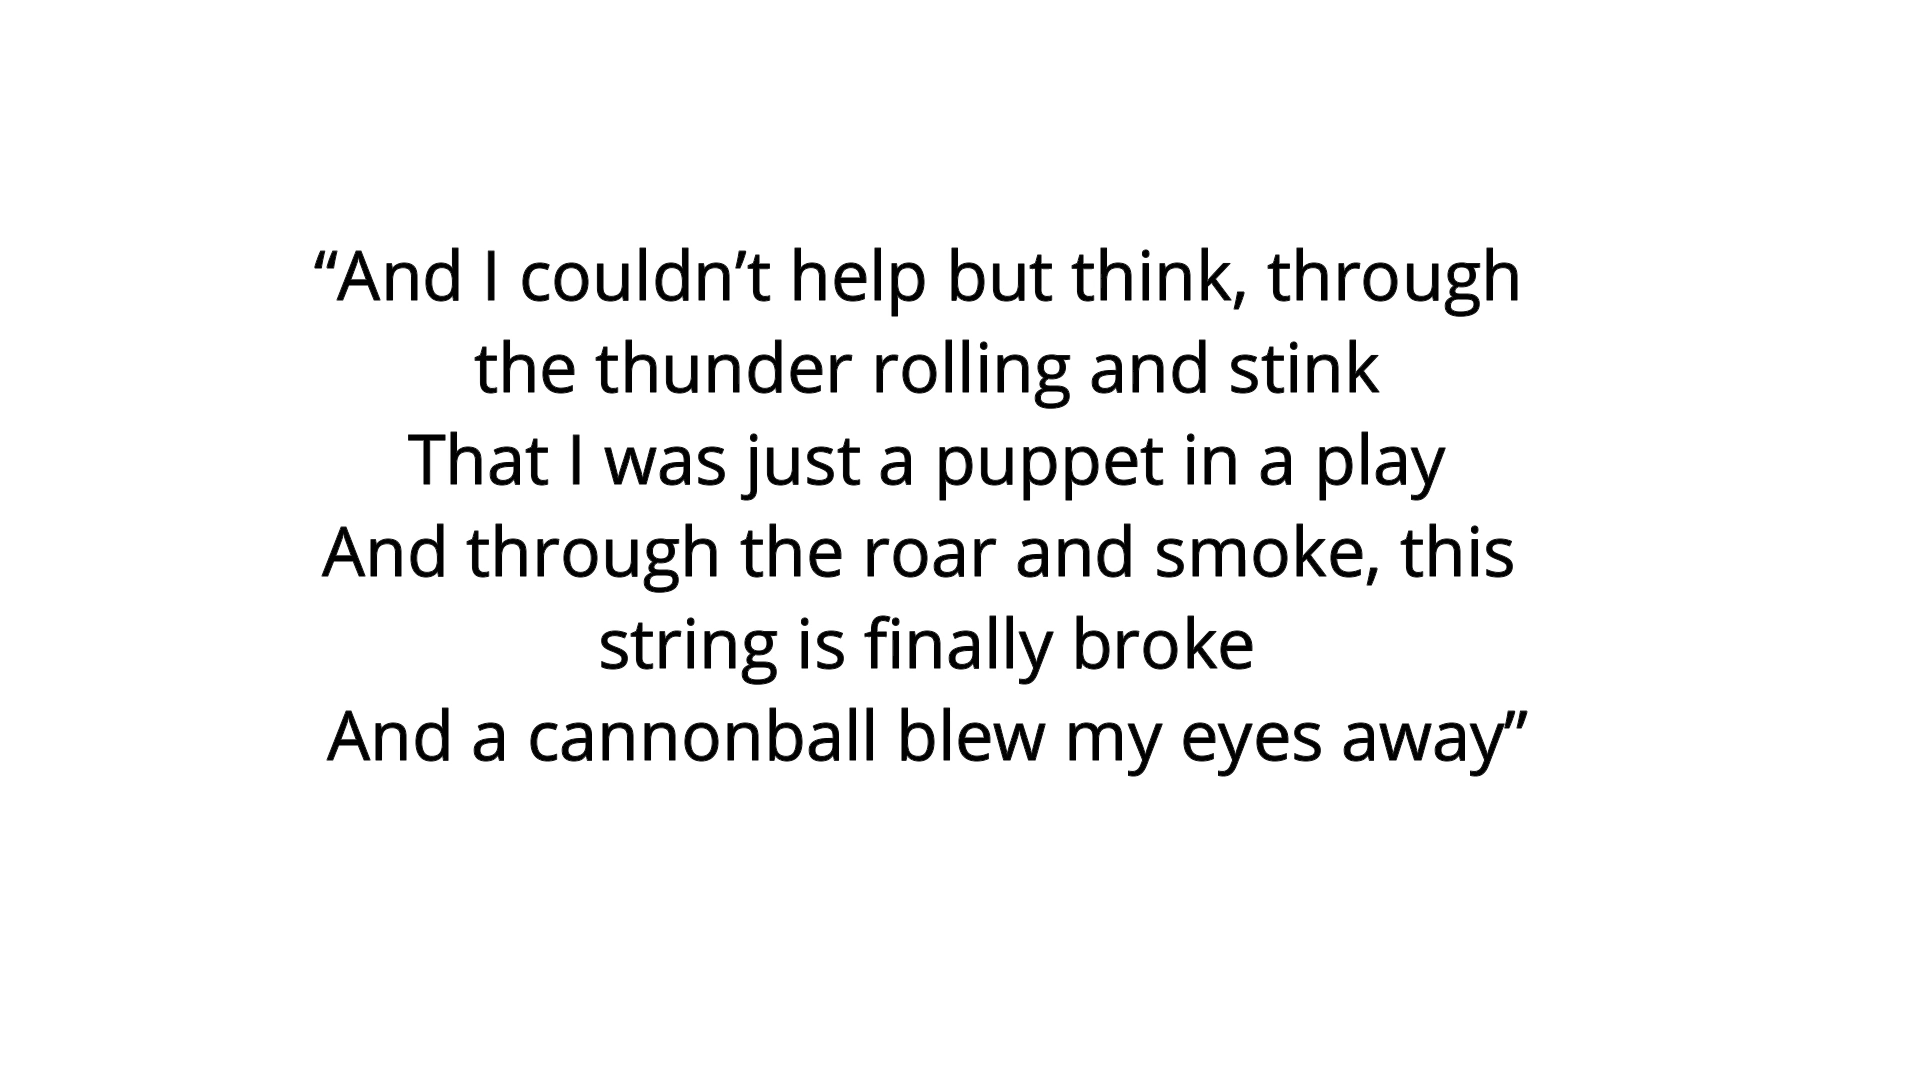 “And I couldn’t help but think, through
the thunder rolling and stink
That I was just a puppet in a play
And through the roar and smoke, this
string is finally broke
And a cannonball blew my eyes away”